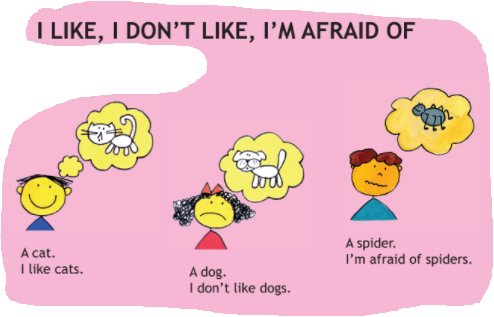 I LIKE, I DON'T LIKE, I'M AFRAID OF
A cat.
I like cats.
A dog.
I don't like dogs.
A spider.
I'm afraid of spiders.